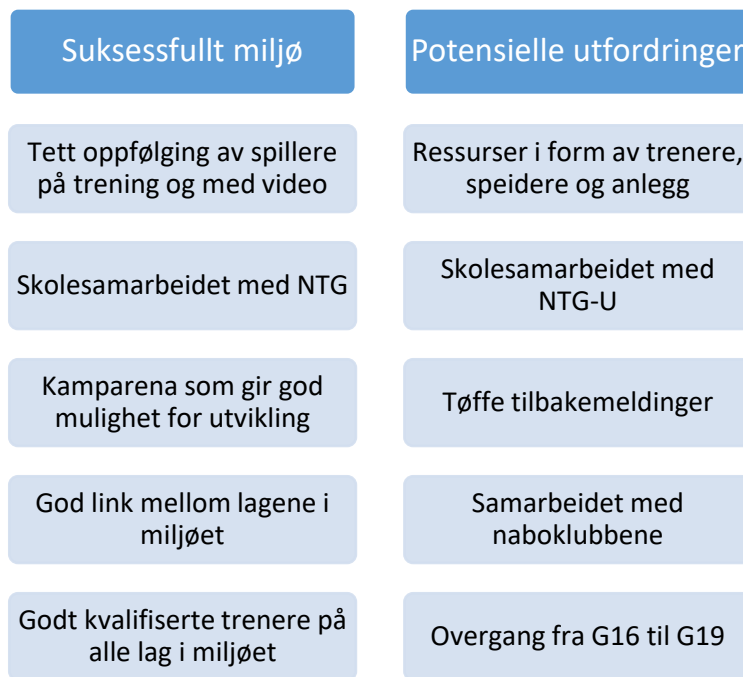 Suksessfullt miljø
Tett oppfølging av spillere
på trening og med video
Skolesamarbeidet med NTG
Kamparena som gir god
mulighet for utvikling
God link mellom lagene i
miljøet
Godt kvalifiserte trenere på
alle lag i miljøet
Potensielle utfordringer
Ressurser i form av trenere,
speidere og anlegg
Skolesamarbeidet med
NTG-U
Tøffe tilbakemeldinger
Samarbeidet med
naboklubbene
Overgang fra G16 til G19